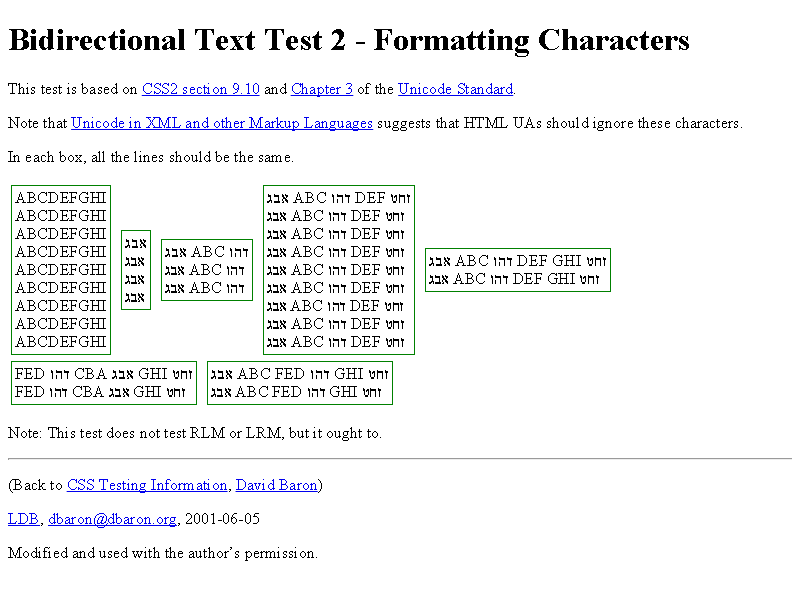 Bidirectional Text Test 2 - Formatting Characters
This test is based on CSS2 section 9.10 and Chapter 3 of the Unicode Standard.
Note that Unicode in XML and other Markup Languages suggests that HTML UAs should ignore these characters.
In each box, all the lines should be the same.
ABCDEFGHI
ABCDEFGHI
ABCDEFGHI
ABCDEFGHI
ABCDEFGHI
ABCDEFGHI
ABCDEFGHI
ABCDEFGHI
ABCDEFGHI
אבג
אבג
אבג
אבג
אבג ABC דהו
אבג ABC דהו
אבג ABC דהו
אבג ABC דהו DEF זחט
אבג ABC דהו DEF זחט
אבג ABC דהו DEF זחט
אבג ABC דהו DEF זחט
אבג ABC דהו DEF זחט
אבג ABC דהו DEF זחט
אבג ABC דהו DEF זחט
אבג ABC דהו DEF זחט
אבג ABC דהו DEF זחט
אבג ABC דהו DEF GHI זחט
אבג ABC דהו DEF GHI זחט
FED דהו CBA אבג GHI זחט
FED דהו CBA אבג GHI זחט
אבג ABC FED דהו GHI זחט
אבג ABC FED דהו GHI זחט
Note: This test does not test RLM or LRM, but it ought to.
(Back to CSS Testing Information, David Baron)
LDB, dbaron@dbaron.org, 2001-06-05
Modified and used with the author's permission.